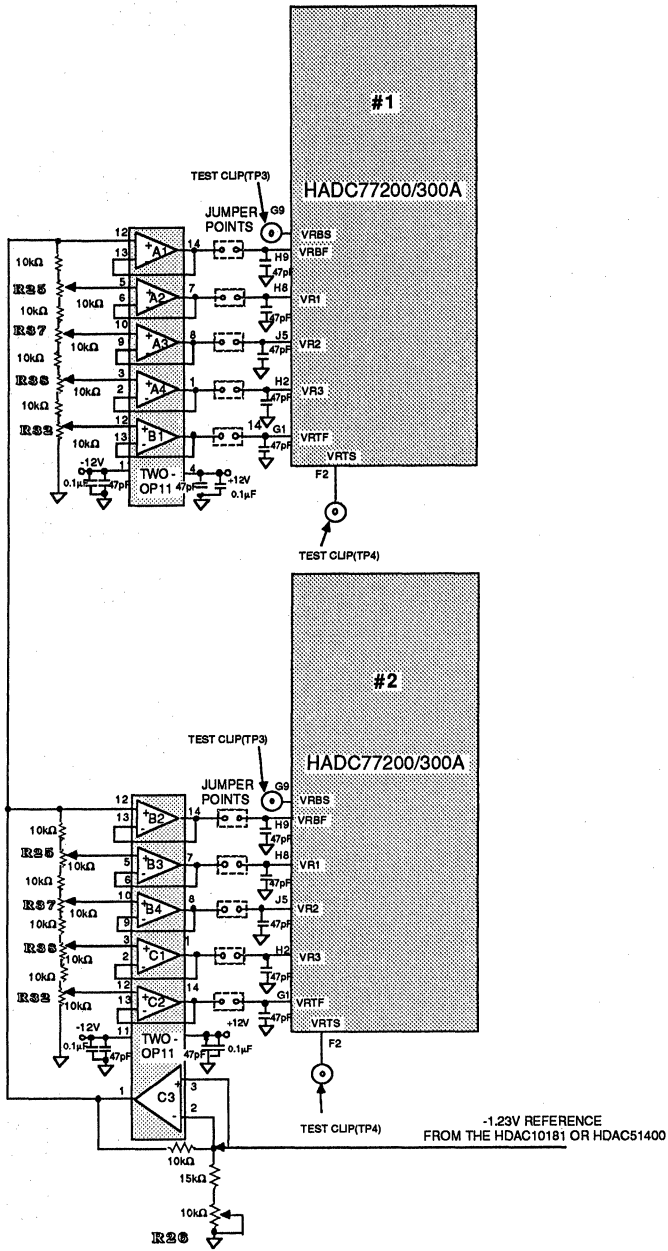 #1
HADC77200/300A
TEST CLIP(TP3)
JUMPER
POINTS
G9
VRBS
VRBF
12
13
+
-
A1
14
H9
47pF
10kΩ
R25
10kΩ
5
6
+
-
A2
7
H8
VR1
47pF
10kΩ
R37
10kΩ
10
9
+
-
A3
8
J5
VR2
47pF
10kΩ
R38
10kΩ
3
2
+
-
A4
1
H2
VR3
47pF
10kΩ
R32
10kΩ
12
13
+
-
B1
14
G1
VRTF
47pF
-12V
11
0.1µF
47pF
TWO -
OP11
4
47pF
+12V
0.1µF
VRTS
F2
TEST CLIP(TP4)
#2
HADC77200/300A
TEST CLIP(TP3)
JUMPER
POINTS
G9
VRBS
VRBF
12
13
+
-
B2
14
H9
47pF
10kΩ
R25
10kΩ
5
6
+
-
B3
7
H8
VR1
47pF
10kΩ
R37
10kΩ
10
9
+
-
B4
8
J5
VR2
47pF
10kΩ
R38
10kΩ
3
2
+
-
C1
1
H2
VR3
47pF
10kΩ
R32
10kΩ
12
13
+
-
C2
14
G1
VRTF
47pF
-12V
11
0.1µF
47pF
TWO -
OP11
47pF
+12V
0.1µF
VRTS
F2
TEST CLIP(TP4)
1
C3
+
-
3
2
-1.23V REFERENCE
FROM THE HDAC10181 OR HDAC51400
10kΩ
15kΩ
10kΩ
R26